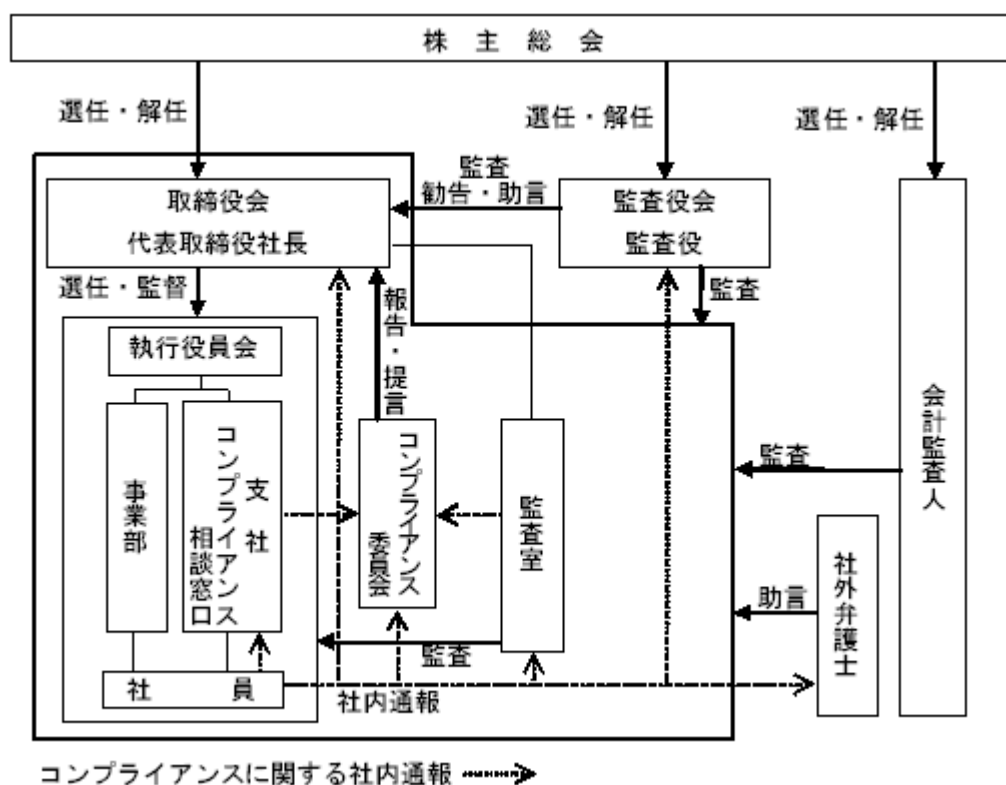 株主総会
選任・解任
選任・解任
選任・解任
監査
勧告・助言
取締役会
代表取締役社長
監査役会
監査役
選任・監督
監査
報告・提言
執行役員会
事業部
支社
コンプライアンス
相談窓口
コンプライアンス
委員会
監査室
会計監査人
監査
社外弁護士
助言
監査
社員
社内通報
コンプライアンスに関する社内通報